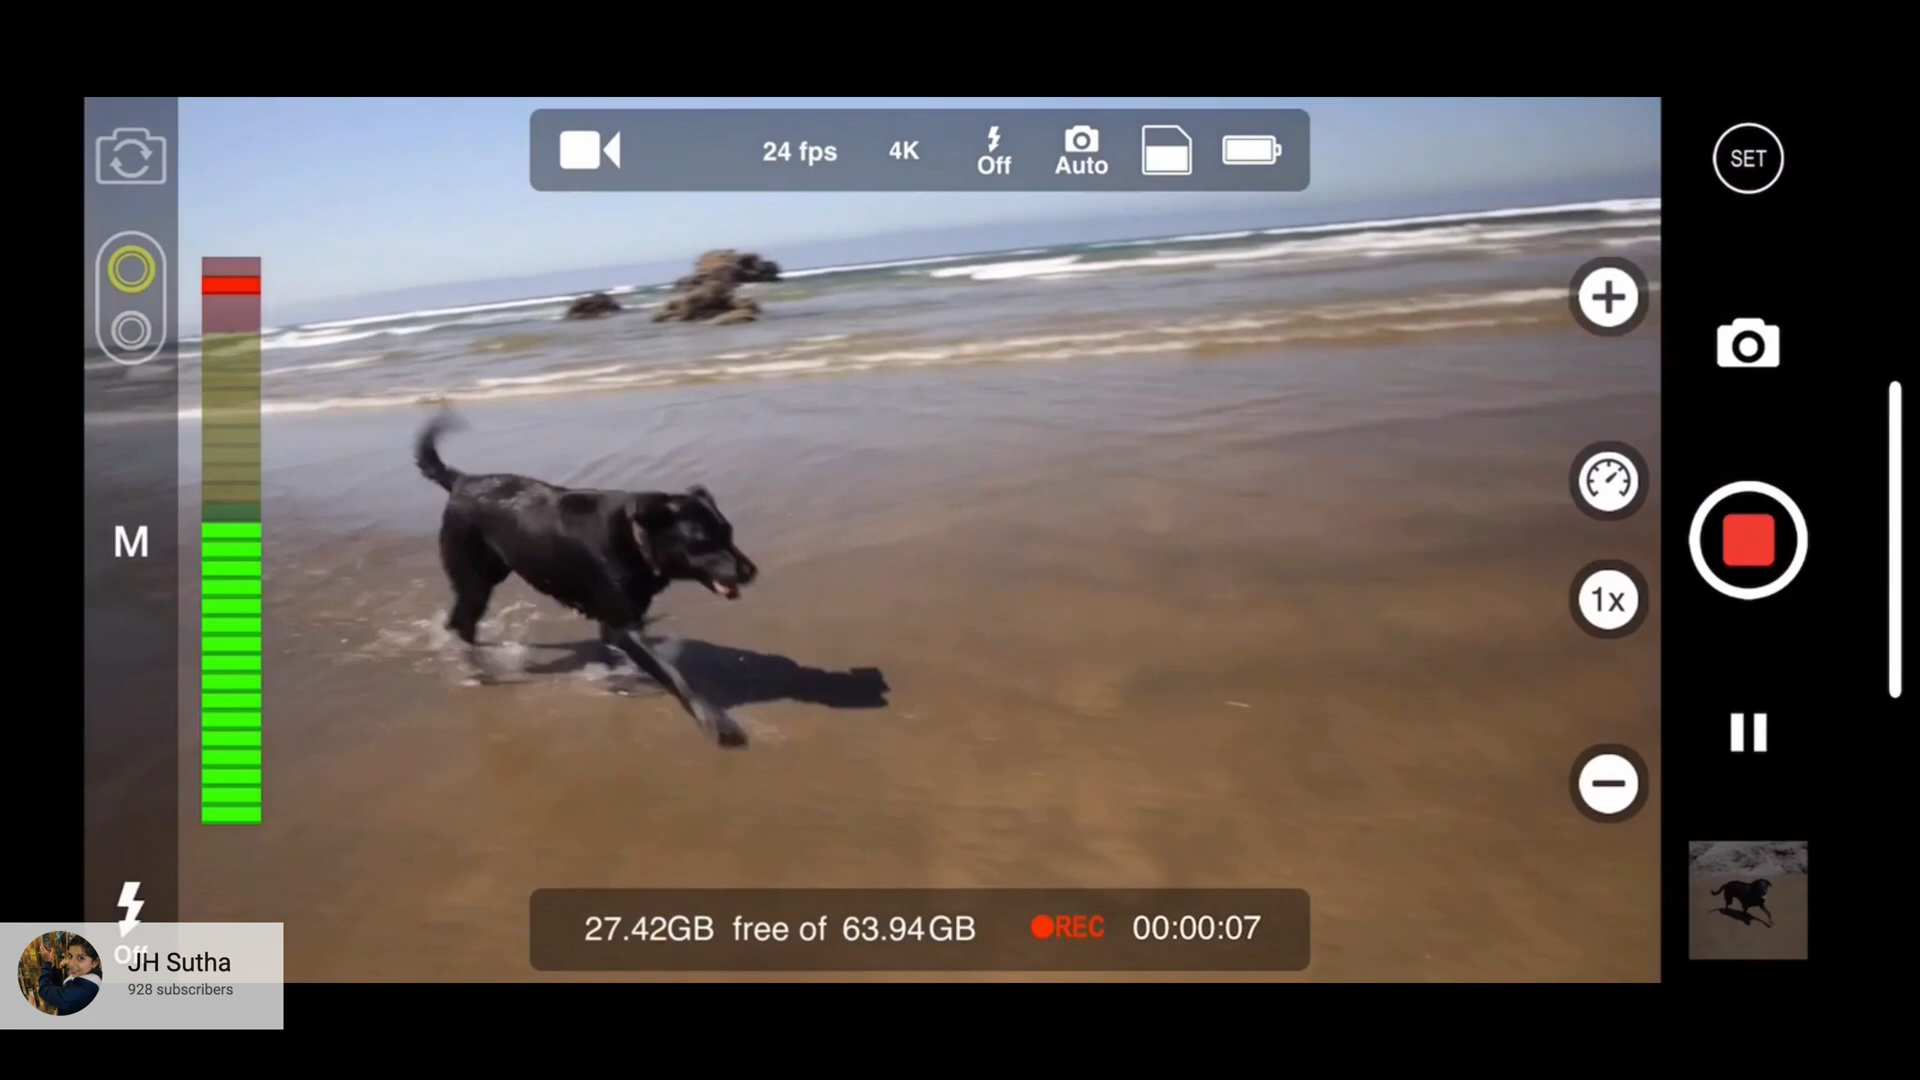 24 fps
4K
Off
Auto
SET
M
1x
Off
27.42GB free of 63.94GB
REC 00:00:07
JH Sutha
928 subscribers